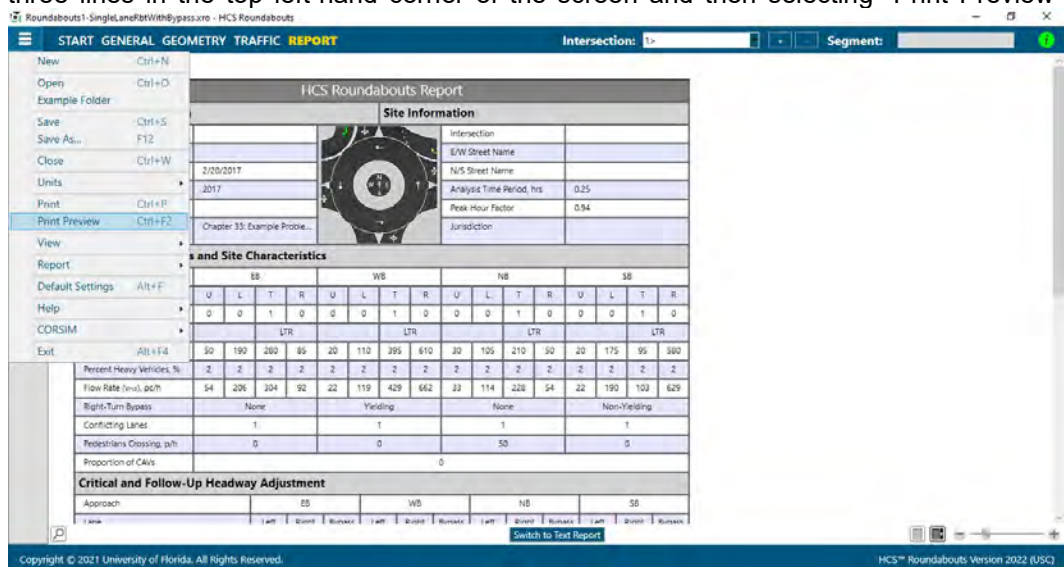 three lines in the top left-hand corner of the screen and then selecting "Print Preview"
Roundabouts1-SingleLaneRbtWithBypass.xro - HCS Roundabouts
START GENERAL GEOMETRY TRAFFIC REPORT Intersection: 1> Segment:
New Ctrl+N
Open Ctrl+O
Example Folder
Save Ctrl+S
Save As... F12
Close Ctrl+W
Units
Print Ctrl+P
Print Preview Ctrl+F2
View
Report
Default Settings Alt+F
Help
CORSIM
Exit Alt+F4
HCS Roundabouts Report
Site Information
Intersection
E/W Street Name
2/20/2017 N/S Street Name
2017 Analysis Time Period, hrs 0.25
Peak Hour Factor 0.94
Chapter 33: Example Proble... Jurisdiction
s and Site Characteristics
EB WB NB SB
U L T R U L T R U L T R U L T R
0 0 1 0 0 0 1 0 0 0 1 0 0 0 1 0
LTR LTR LTR LTR
50 190 280 85 20 110 395 610 30 105 210 50 20 175 95 580
Percent Heavy Vehicles, % 2 2 2 2 2 2 2 2 2 2 2 2 2 2 2 2
Flow Rate (vPCE), pc/h 54 206 304 92 22 119 429 662 33 114 228 54 22 190 103 629
Right-Turn Bypass None Yielding None Non-Yielding
Conflicting Lanes 1 1 1 1
Pedestrians Crossing, p/h 0 0 50 0
Proportion of CAVs 0
Critical and Follow-Up Headway Adjustment
Approach EB WB NB SB
Lane Left Right Bypass Left Right Bypass Left Right Bypass Left Right Bypass
Switch to Text Report
Copyright © 2021 University of Florida. All Rights Reserved. HCS™ Roundabouts Version 2022 (USC)